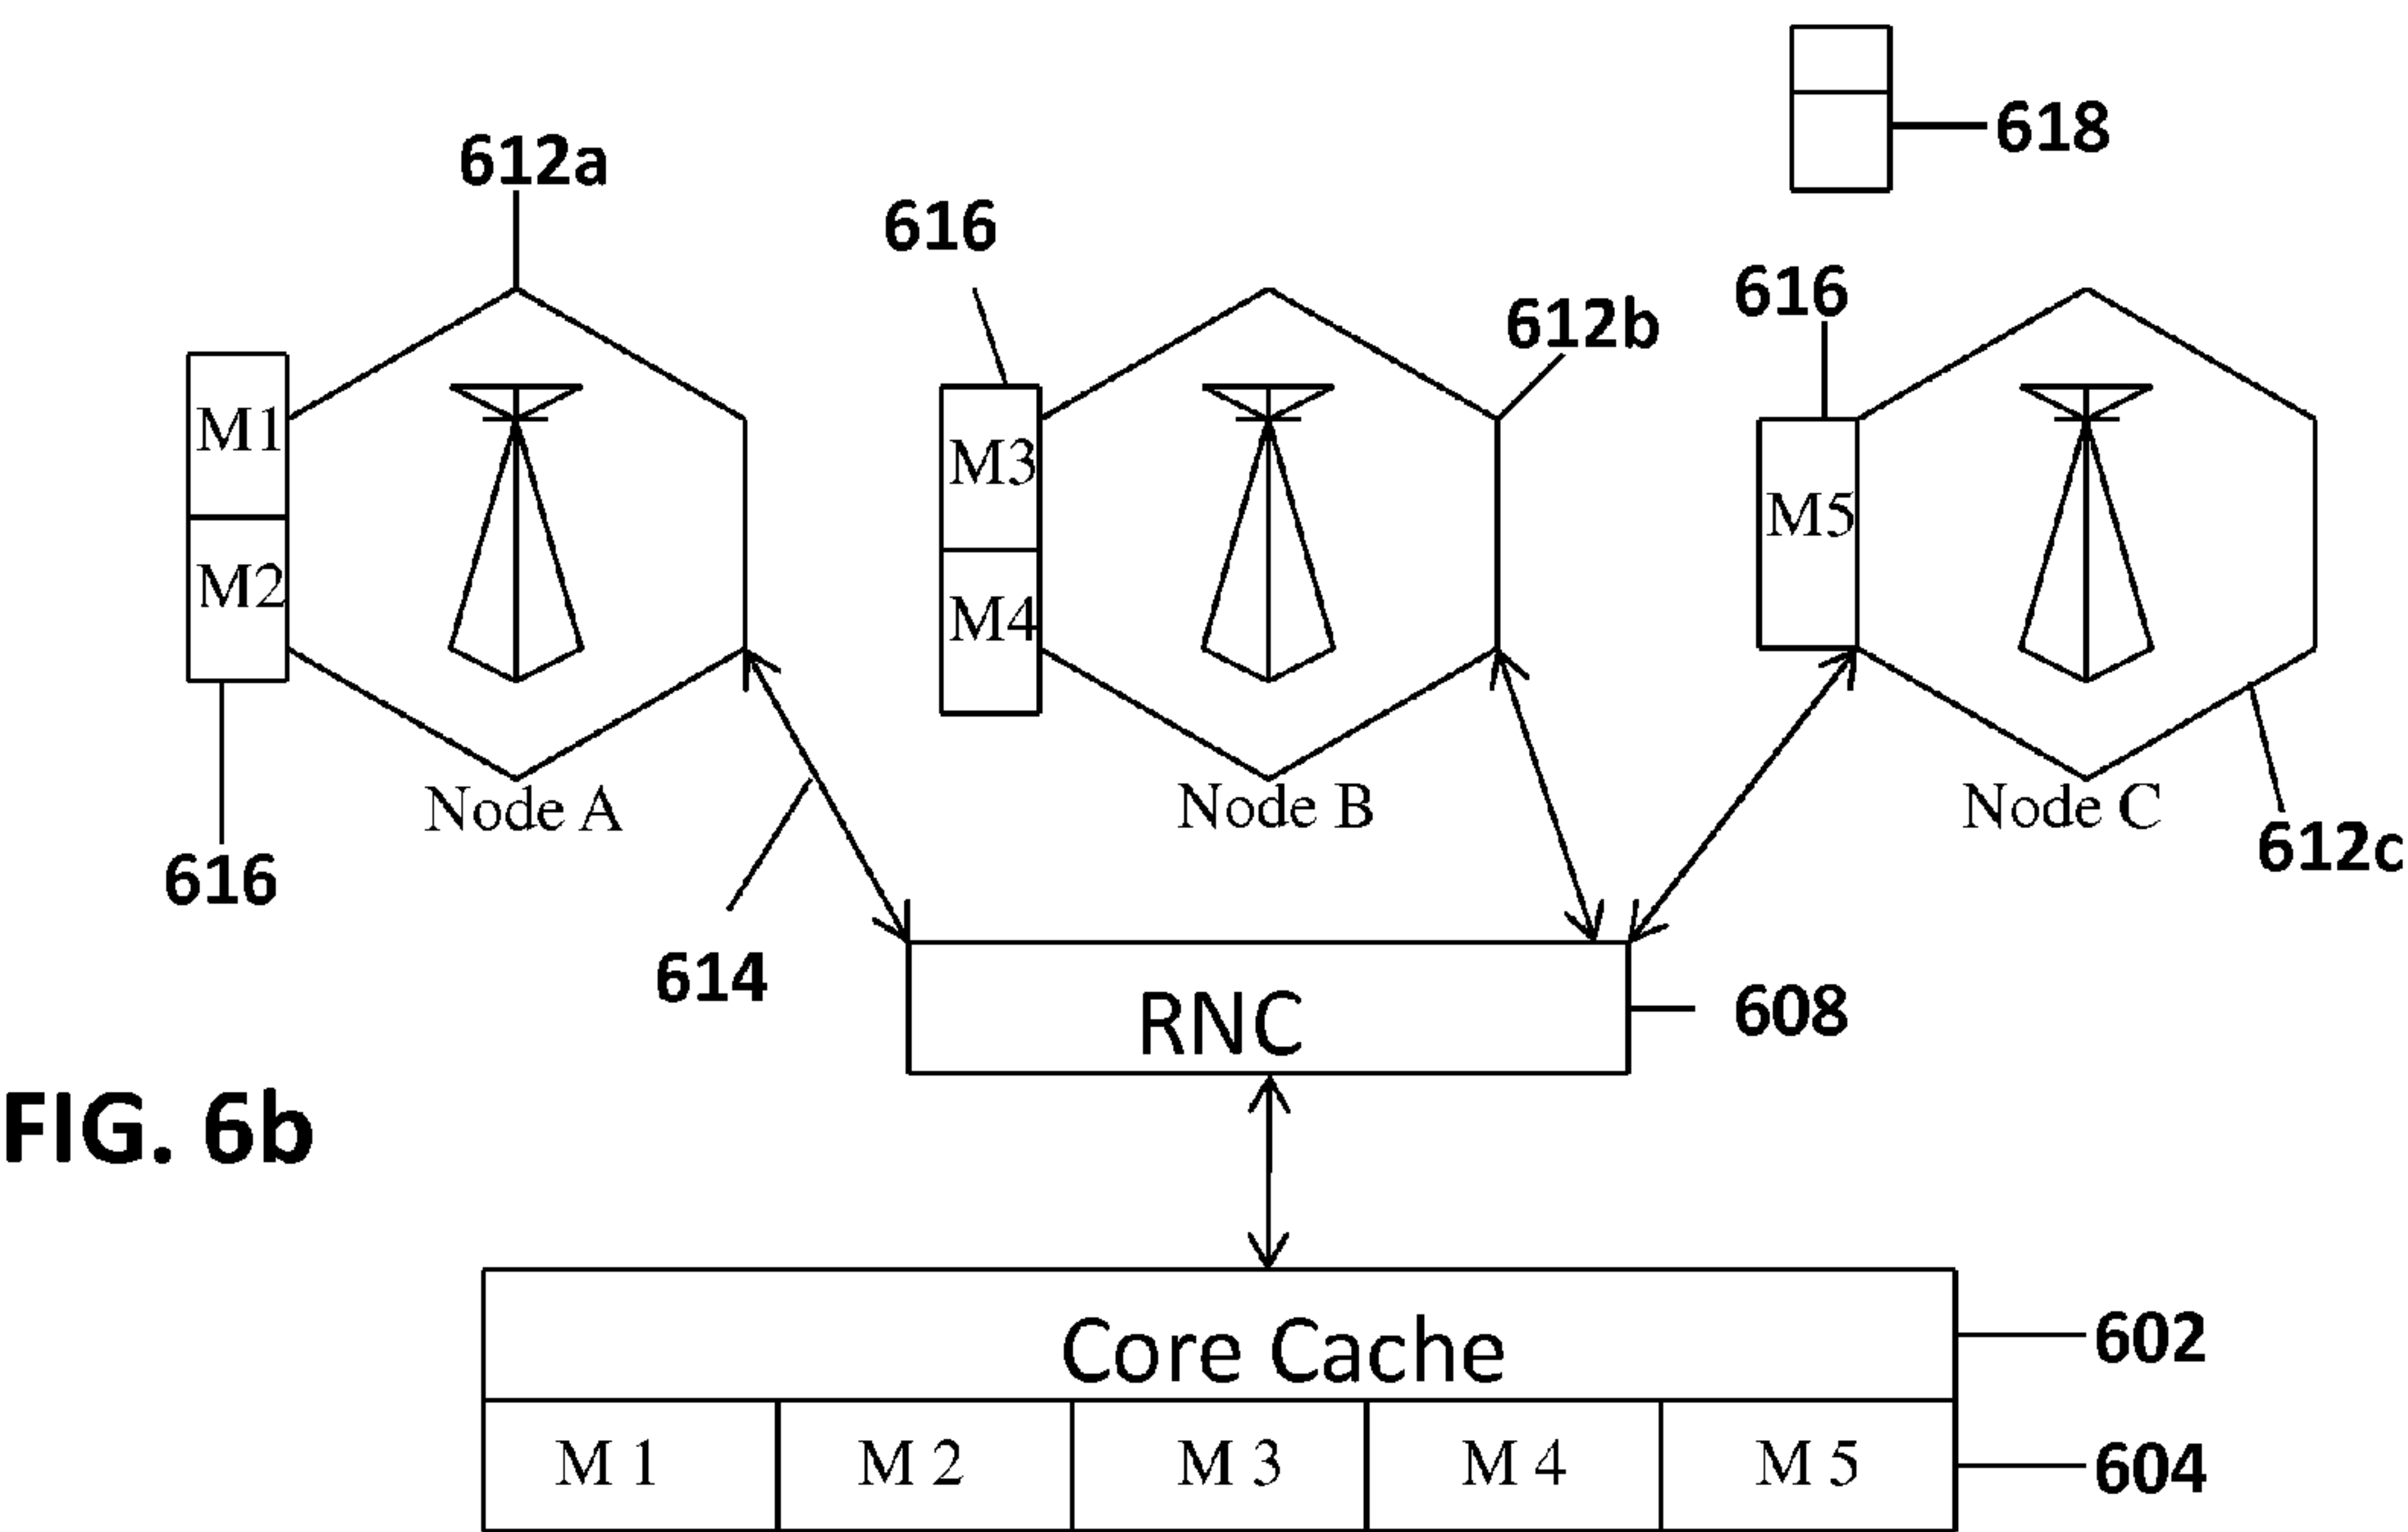 618
612a
616
616
612b
M1
M3
M5
M2
M4
Node A
Node B
Node C
612c
616
614
RNC
608
FIG. 6b
Core Cache
602
M 1
M 2
M 3
M 4
M 5
604